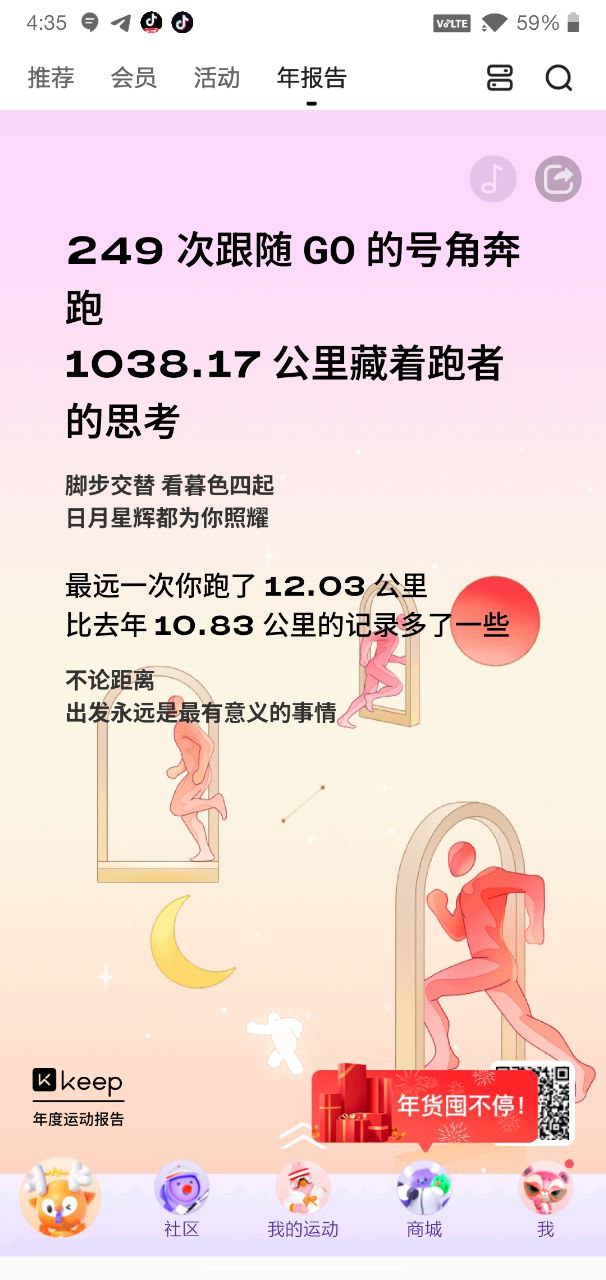 4:35
VoLTE
59%
推荐 会员 活动 年报告
249 次跟随 GO 的号角奔
跑
1038.17 公里藏着跑者
的思考
脚步交替 看暮色四起
日月星辉都为你照耀
最远一次你跑了 12.03 公里
比去年 10.83 公里的记录多了一些
不论距离
出发永远是最有意义的事情
keep
年度运动报告
年货囤不停!
社区 我的运动 商城 我